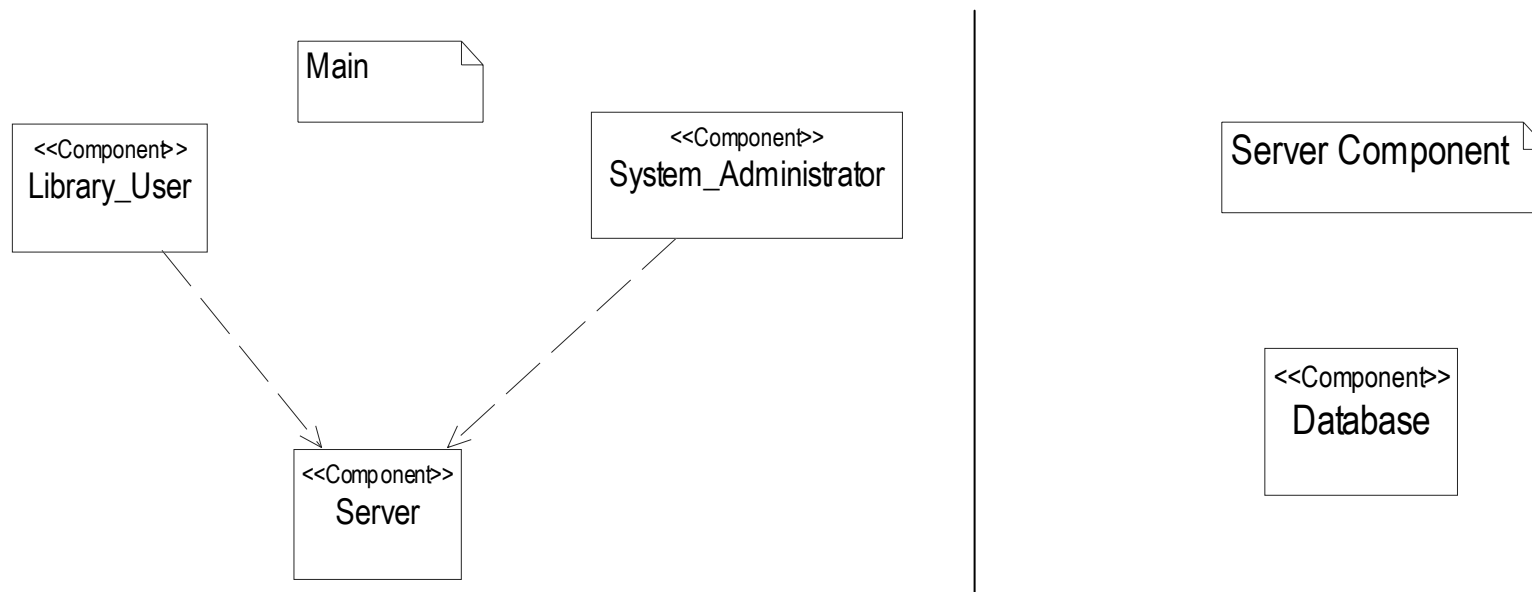 Main
<<Component>>
Library_User
<<Component>>
System_Administrator
<<Component>>
Server
Server Component
<<Component>>
Database